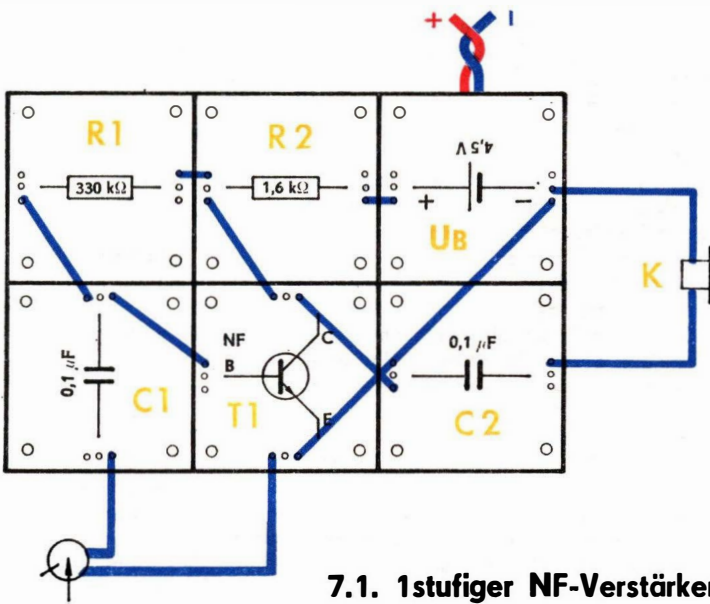 + −
R1
R2
4,5 V
330 kΩ
1,6 kΩ
+ −
UB
K
NF
B
C
E
T1
0,1 µF
C1
0,1 µF
C2
7.1. 1stufiger NF-Verstärker